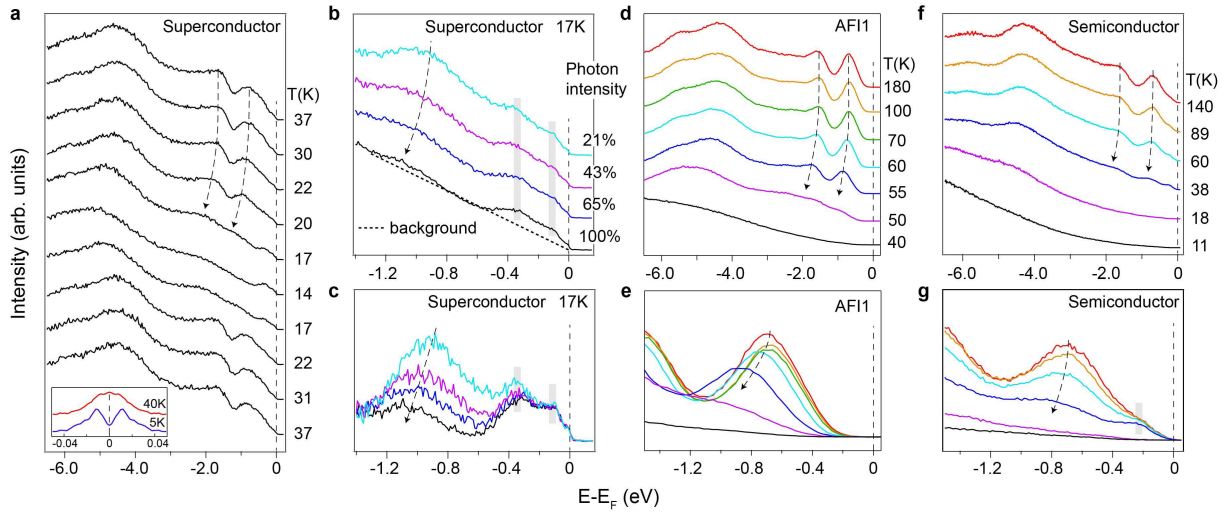 a
Superconductor
T(K)
37
30
22
20
17
14
17
22
31
37
40K
5K
-0.04 0 0.04
-6.0 -4.0 -2.0 0
Intensity (arb. units)
b
Superconductor 17K
Photon
intensity
21%
43%
65%
100%
background
-1.2 -0.8 -0.4 0
c
Superconductor 17K
-1.2 -0.8 -0.4 0
d
AFI1
T(K)
180
100
70
60
55
50
40
-6.0 -4.0 -2.0 0
e
AFI1
-1.2 -0.8 -0.4 0
f
Semiconductor
T(K)
140
89
60
38
18
11
-6.0 -4.0 -2.0 0
g
Semiconductor
-1.2 -0.8 -0.4 0
E-E_F (eV)